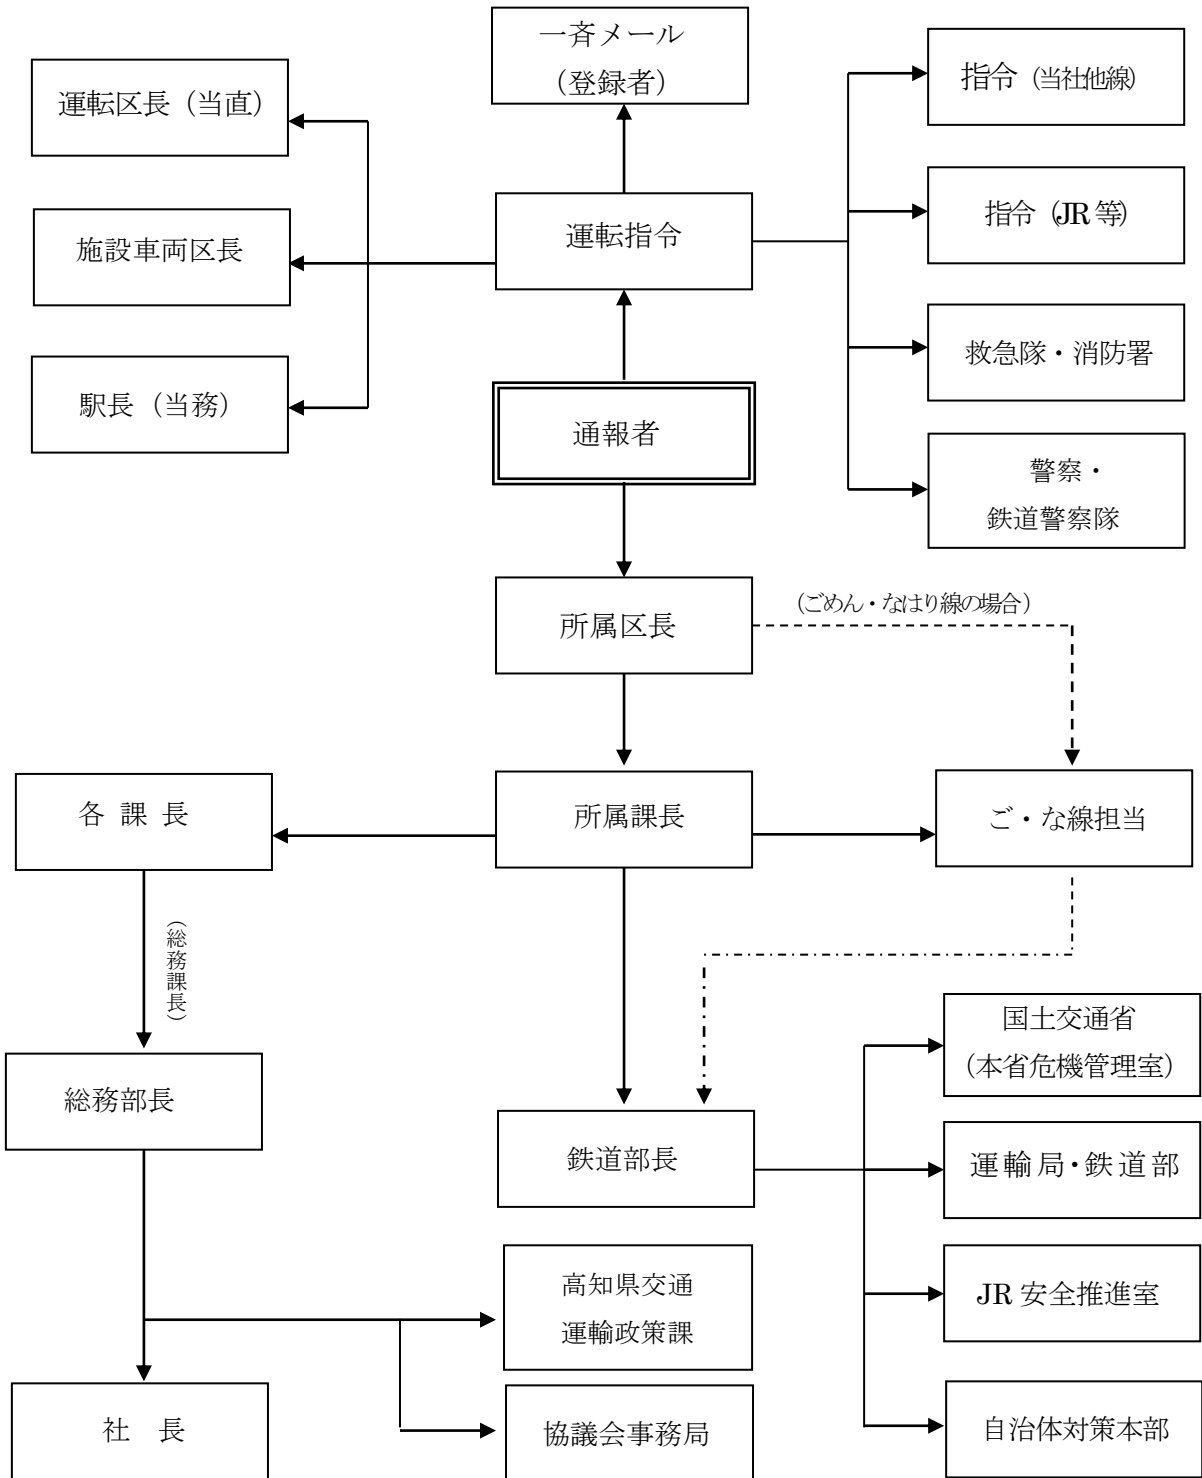 一斉メール
(登録者)
運転区長(当直)
指令(当社他線)
施設車両区長
運転指令
指令(JR等)
駅長(当務)
通報者
救急隊・消防署
警察・
鉄道警察隊
所属区長
(ごめん・なはり線の場合)
各 課 長
所属課長
ご・な線担当
(総務課長)
総務部長
鉄道部長
国土交通省
(本省危機管理室)
運輸局・鉄道部
高知県交通
運輸政策課
JR安全推進室
社 長
協議会事務局
自治体対策本部